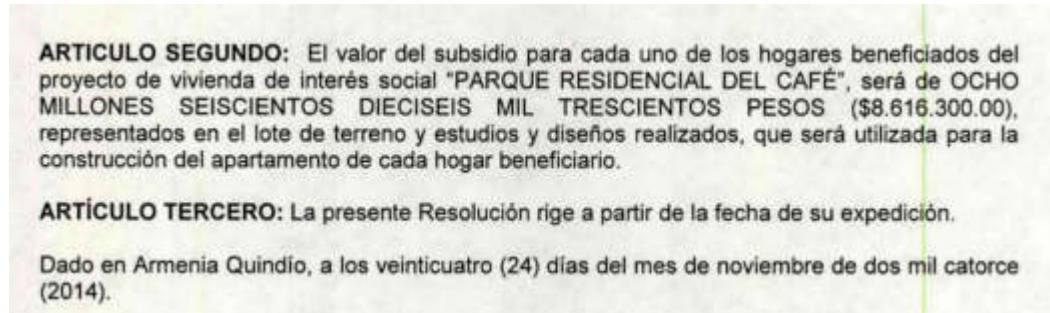 ARTICULO SEGUNDO: El valor del subsidio para cada uno de los hogares beneficiados del
proyecto de vivienda de interés social "PARQUE RESIDENCIAL DEL CAFÉ", será de OCHO
MILLONES SEISCIENTOS DIECISEIS MIL TRESCIENTOS PESOS ($8.616.300.00),
representados en el lote de terreno y estudios y diseños realizados, que será utilizada para la
construcción del apartamento de cada hogar beneficiario.
ARTÍCULO TERCERO: La presente Resolución rige a partir de la fecha de su expedición.
Dado en Armenia Quindío, a los veinticuatro (24) días del mes de noviembre de dos mil catorce
(2014).